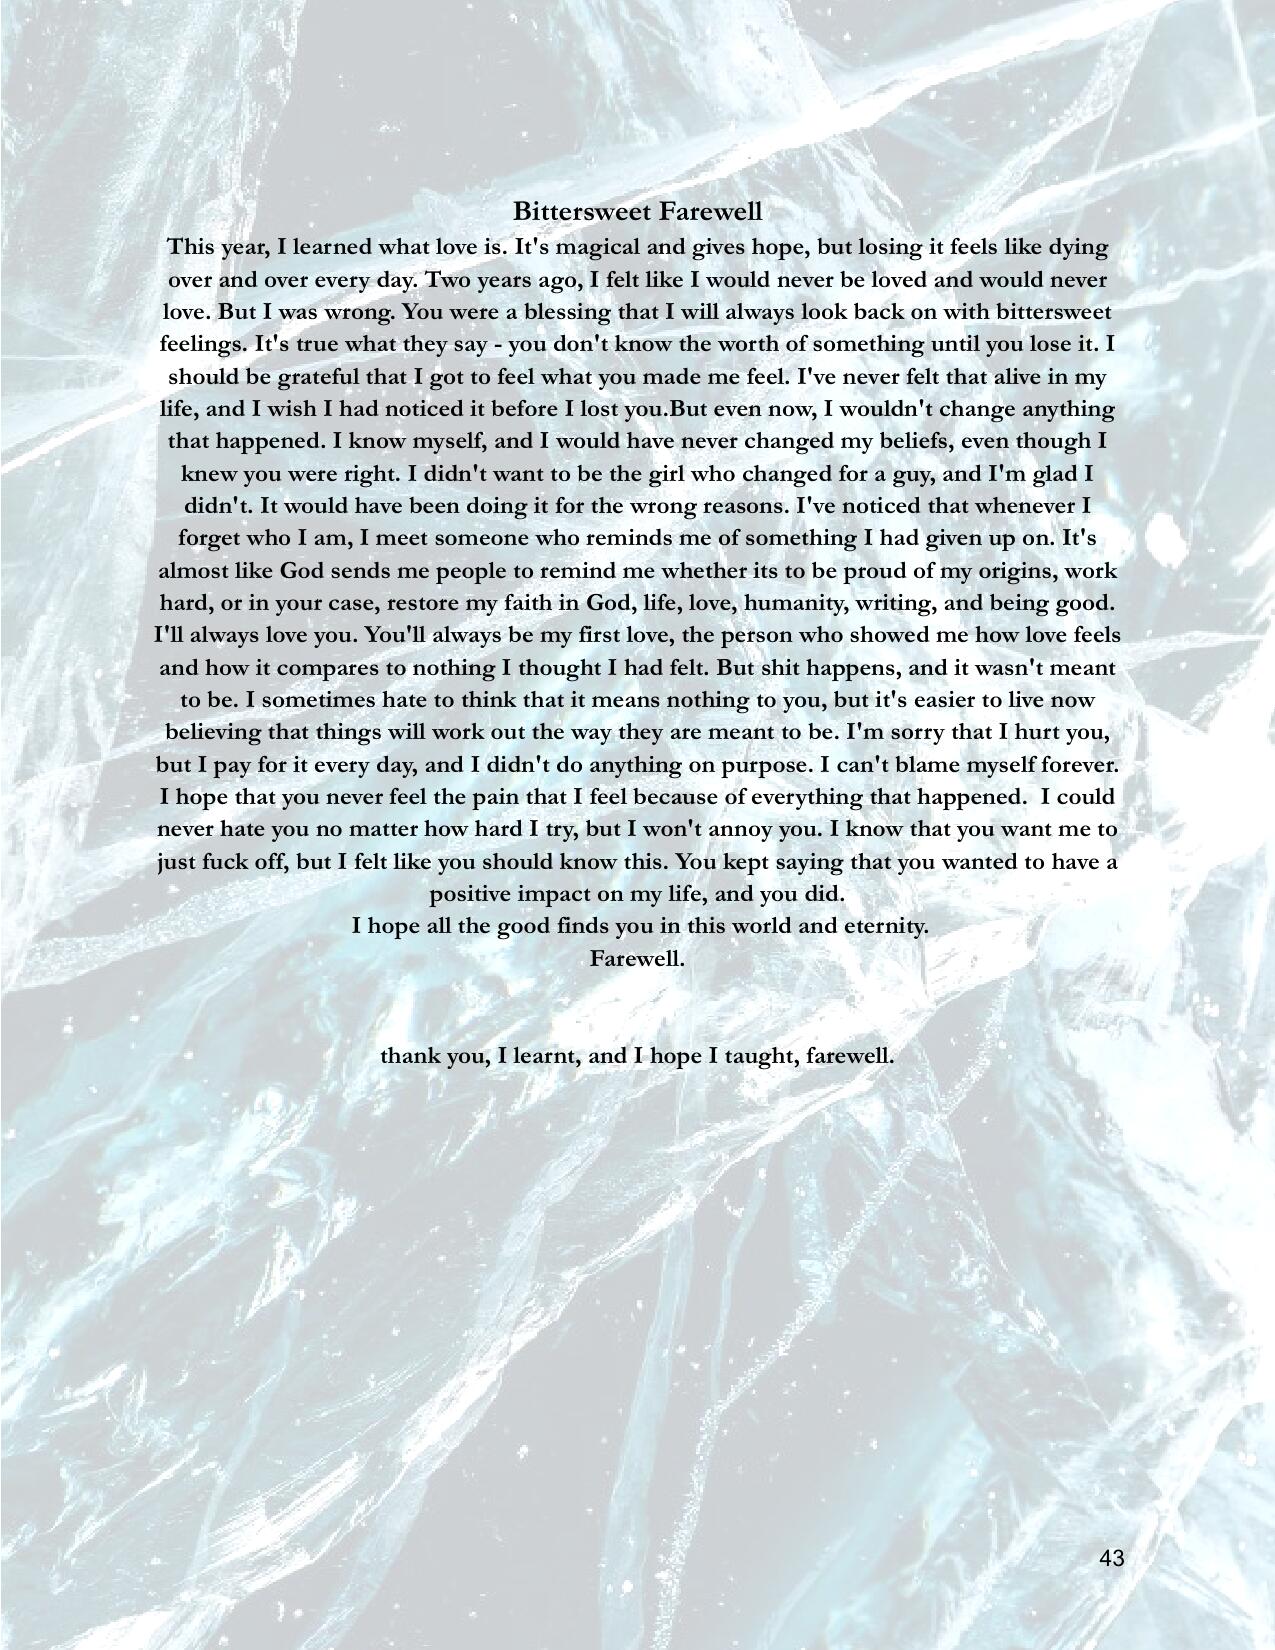 Bittersweet Farewell
This year, I learned what love is. It's magical and gives hope, but losing it feels like dying
over and over every day. Two years ago, I felt like I would never be loved and would never
love. But I was wrong. You were a blessing that I will always look back on with bittersweet
feelings. It's true what they say - you don't know the worth of something until you lose it. I
should be grateful that I got to feel what you made me feel. I've never felt that alive in my
life, and I wish I had noticed it before I lost you.But even now, I wouldn't change anything
that happened. I know myself, and I would have never changed my beliefs, even though I
knew you were right. I didn't want to be the girl who changed for a guy, and I'm glad I
didn't. It would have been doing it for the wrong reasons. I've noticed that whenever I
forget who I am, I meet someone who reminds me of something I had given up on. It's
almost like God sends me people to remind me whether its to be proud of my origins, work
hard, or in your case, restore my faith in God, life, love, humanity, writing, and being good.
I'll always love you. You'll always be my first love, the person who showed me how love feels
and how it compares to nothing I thought I had felt. But shit happens, and it wasn't meant
to be. I sometimes hate to think that it means nothing to you, but it's easier to live now
believing that things will work out the way they are meant to be. I'm sorry that I hurt you,
but I pay for it every day, and I didn't do anything on purpose. I can't blame myself forever.
I hope that you never feel the pain that I feel because of everything that happened.  I could
never hate you no matter how hard I try, but I won't annoy you. I know that you want me to
just fuck off, but I felt like you should know this. You kept saying that you wanted to have a
positive impact on my life, and you did.
I hope all the good finds you in this world and eternity.
Farewell.
thank you, I learnt, and I hope I taught, farewell.
43